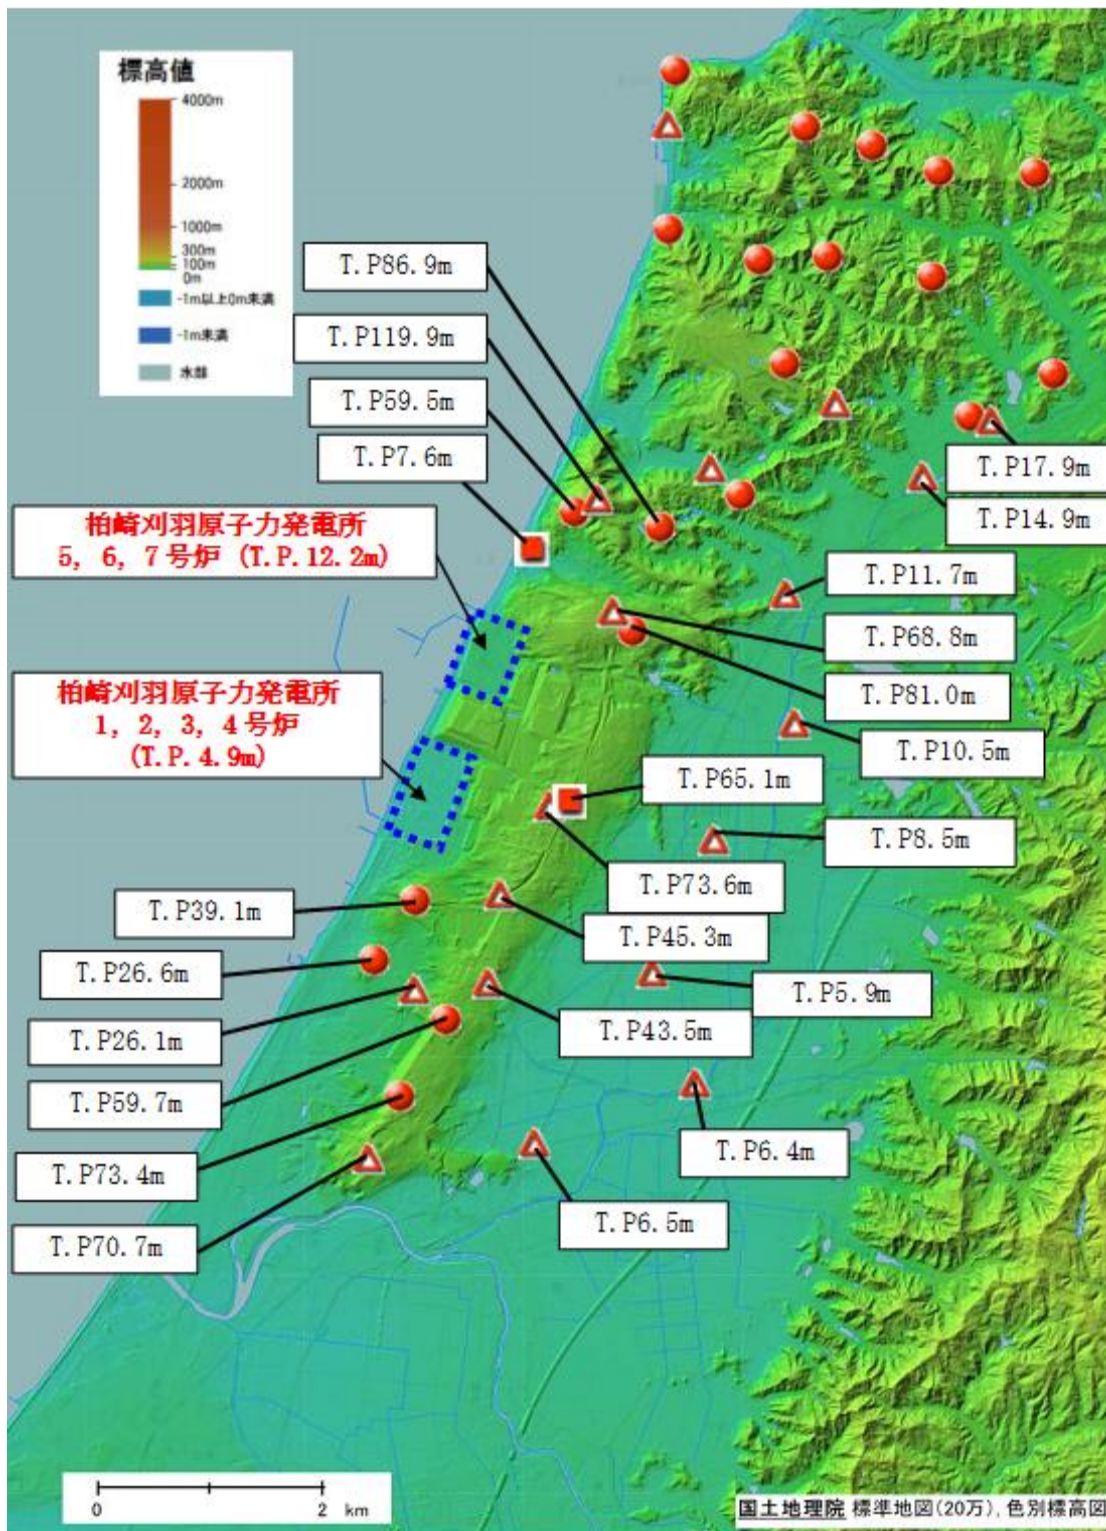 標高値
4000m
2000m
1000m
300m
100m
0m
-1m以上0m未満
-1m未満
水部
T.P86.9m
T.P119.9m
T.P59.5m
T.P7.6m
柏崎刈羽原子力発電所
5, 6, 7号炉 (T.P.12.2m)
柏崎刈羽原子力発電所
1, 2, 3, 4号炉
(T.P.4.9m)
T.P17.9m
T.P14.9m
T.P11.7m
T.P68.8m
T.P81.0m
T.P10.5m
T.P65.1m
T.P8.5m
T.P73.6m
T.P39.1m
T.P45.3m
T.P26.6m
T.P5.9m
T.P26.1m
T.P43.5m
T.P59.7m
T.P6.4m
T.P73.4m
T.P6.5m
T.P70.7m
0 2 km
国土地理院 標準地図(20万), 色別標高図